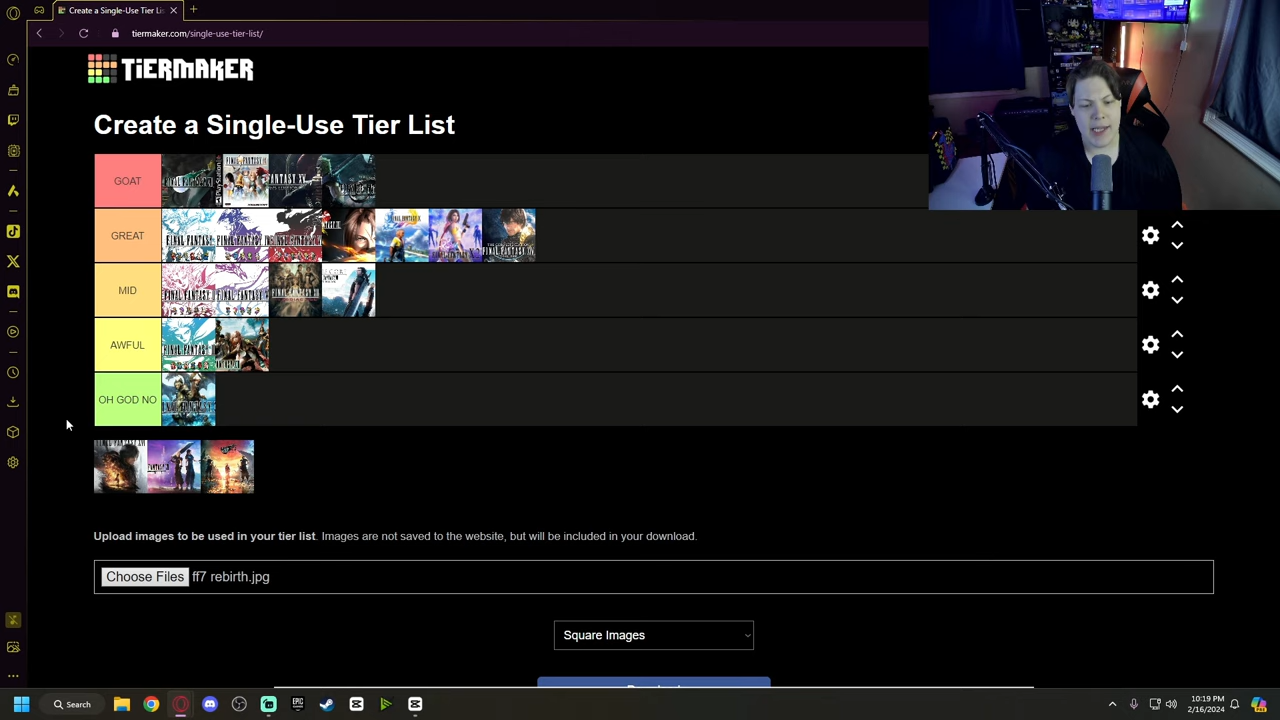 Create a Single-Use Tier Lis
tiermaker.com/single-use-tier-list/
TiERMAKER
Create a Single-Use Tier List
GOAT
GREAT
MID
AWFUL
OH GOD NO
Upload images to be used in your tier list. Images are not saved to the website, but will be included in your download.
Choose Files ff7 rebirth.jpg
Square Images
Search
10:19 PM
2/16/2024